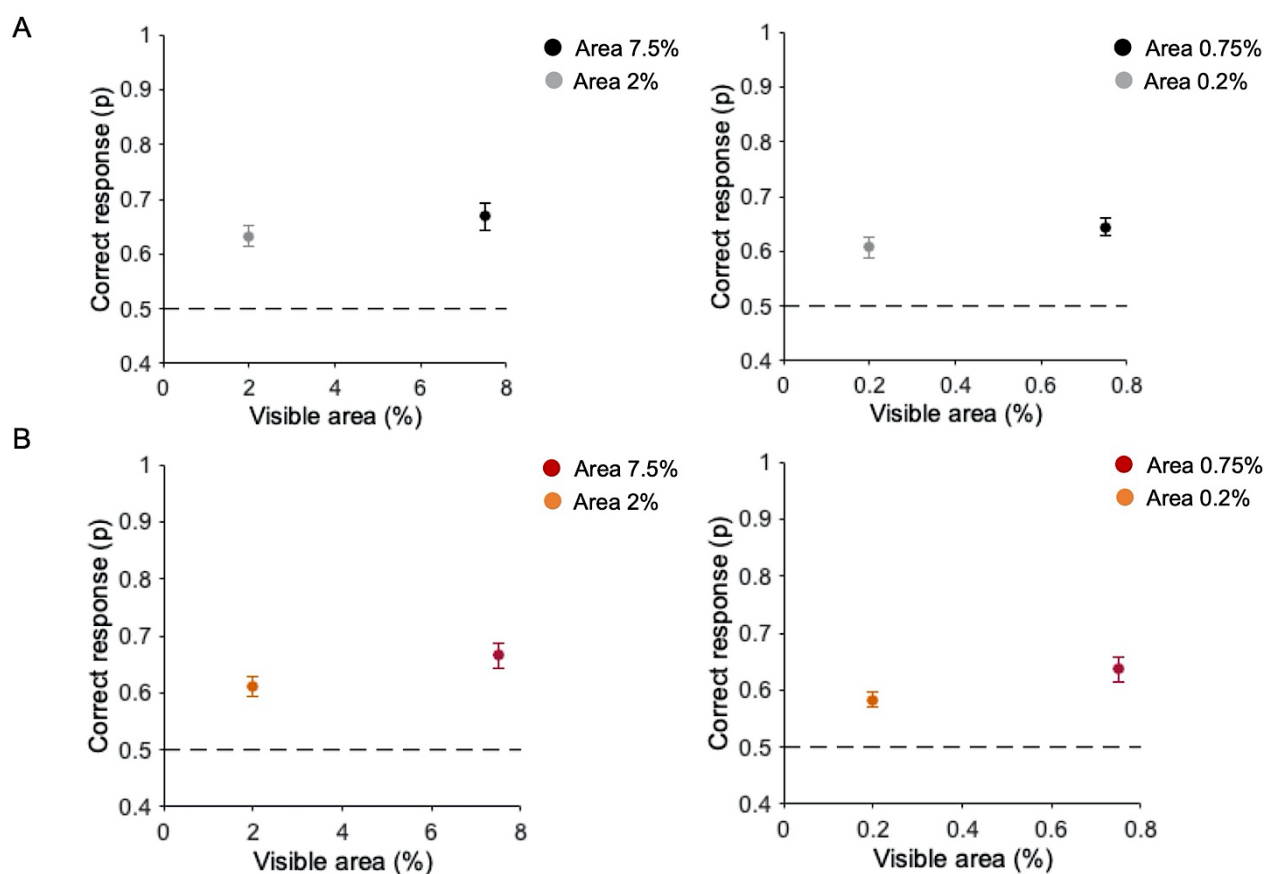 A
1
0.9
0.8
0.7
0.6
0.5
0.4
0 2 4 6 8
Correct response (p)
Visible area (%)
Area 7.5%
Area 2%
1
0.9
0.8
0.7
0.6
0.5
0.4
0 0.2 0.4 0.6 0.8
Correct response (p)
Visible area (%)
Area 0.75%
Area 0.2%
B
1
0.9
0.8
0.7
0.6
0.5
0.4
0 2 4 6 8
Correct response (p)
Visible area (%)
Area 7.5%
Area 2%
1
0.9
0.8
0.7
0.6
0.5
0.4
0 0.2 0.4 0.6 0.8
Correct response (p)
Visible area (%)
Area 0.75%
Area 0.2%